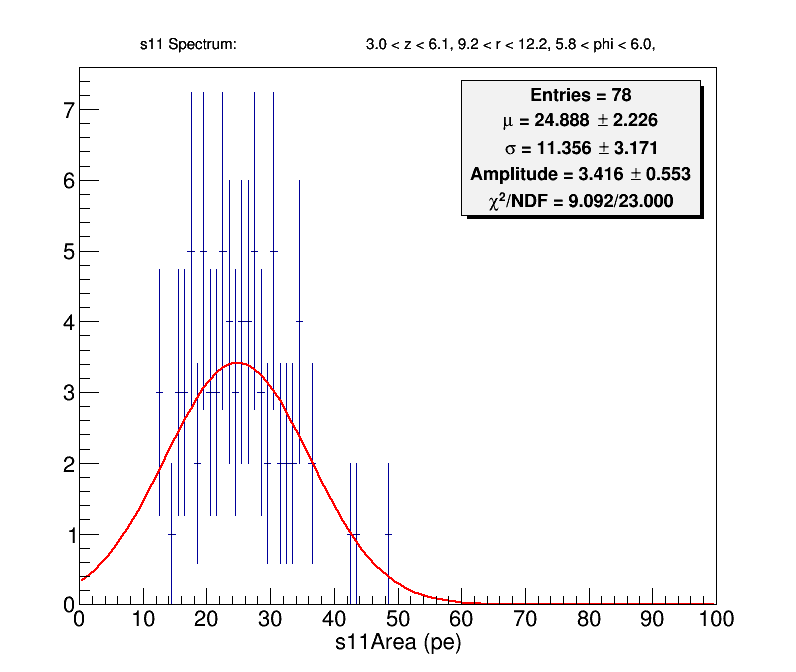 s11 Spectrum: 3.0 < z < 6.1, 9.2 < r < 12.2, 5.8 < phi < 6.0,
Entries = 78
μ = 24.888 ± 2.226
σ = 11.356 ± 3.171
Amplitude = 3.416 ± 0.553
χ²/NDF = 9.092/23.000
7
6
5
4
3
2
1
0
0 10 20 30 40 50 60 70 80 90 100
s11Area (pe)